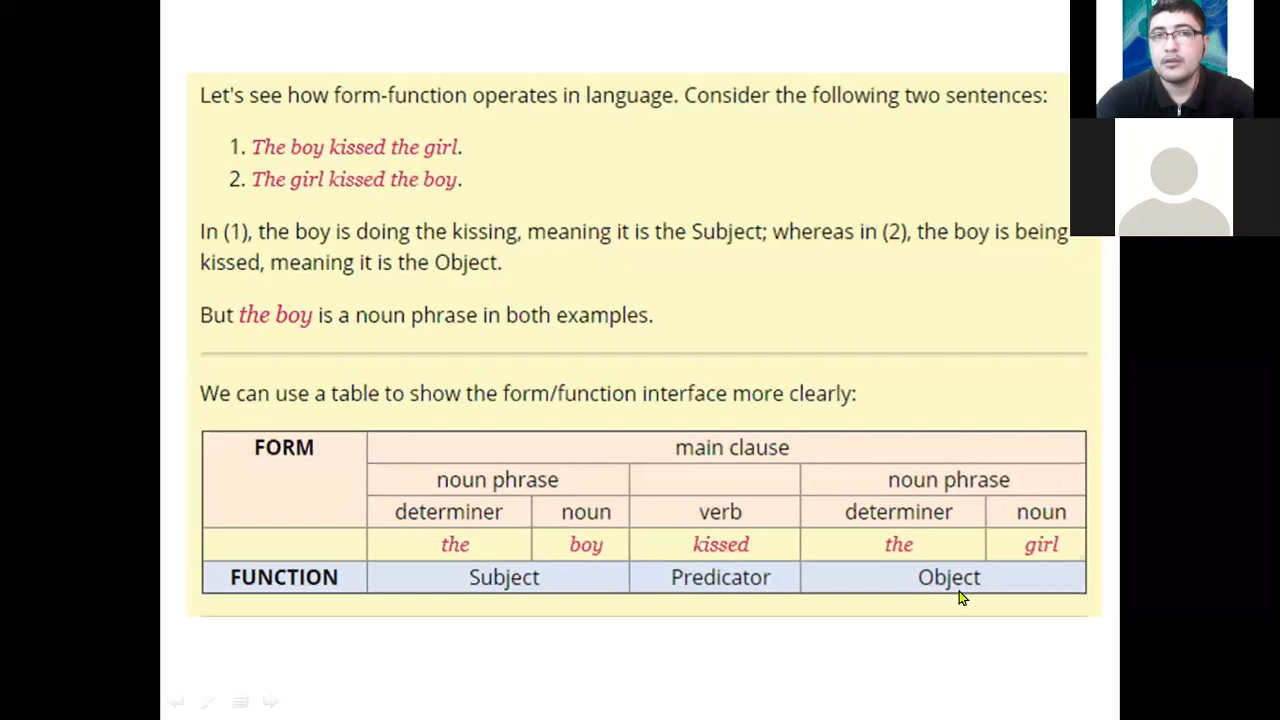 Let's see how form-function operates in language. Consider the following two sentences:
1. The boy kissed the girl.
2. The girl kissed the boy.
In (1), the boy is doing the kissing, meaning it is the Subject; whereas in (2), the boy is being
kissed, meaning it is the Object.
But the boy is a noun phrase in both examples.
We can use a table to show the form/function interface more clearly:
FORM main clause
noun phrase noun phrase
determiner noun verb determiner noun
the boy kissed the girl
FUNCTION Subject Predicator Object